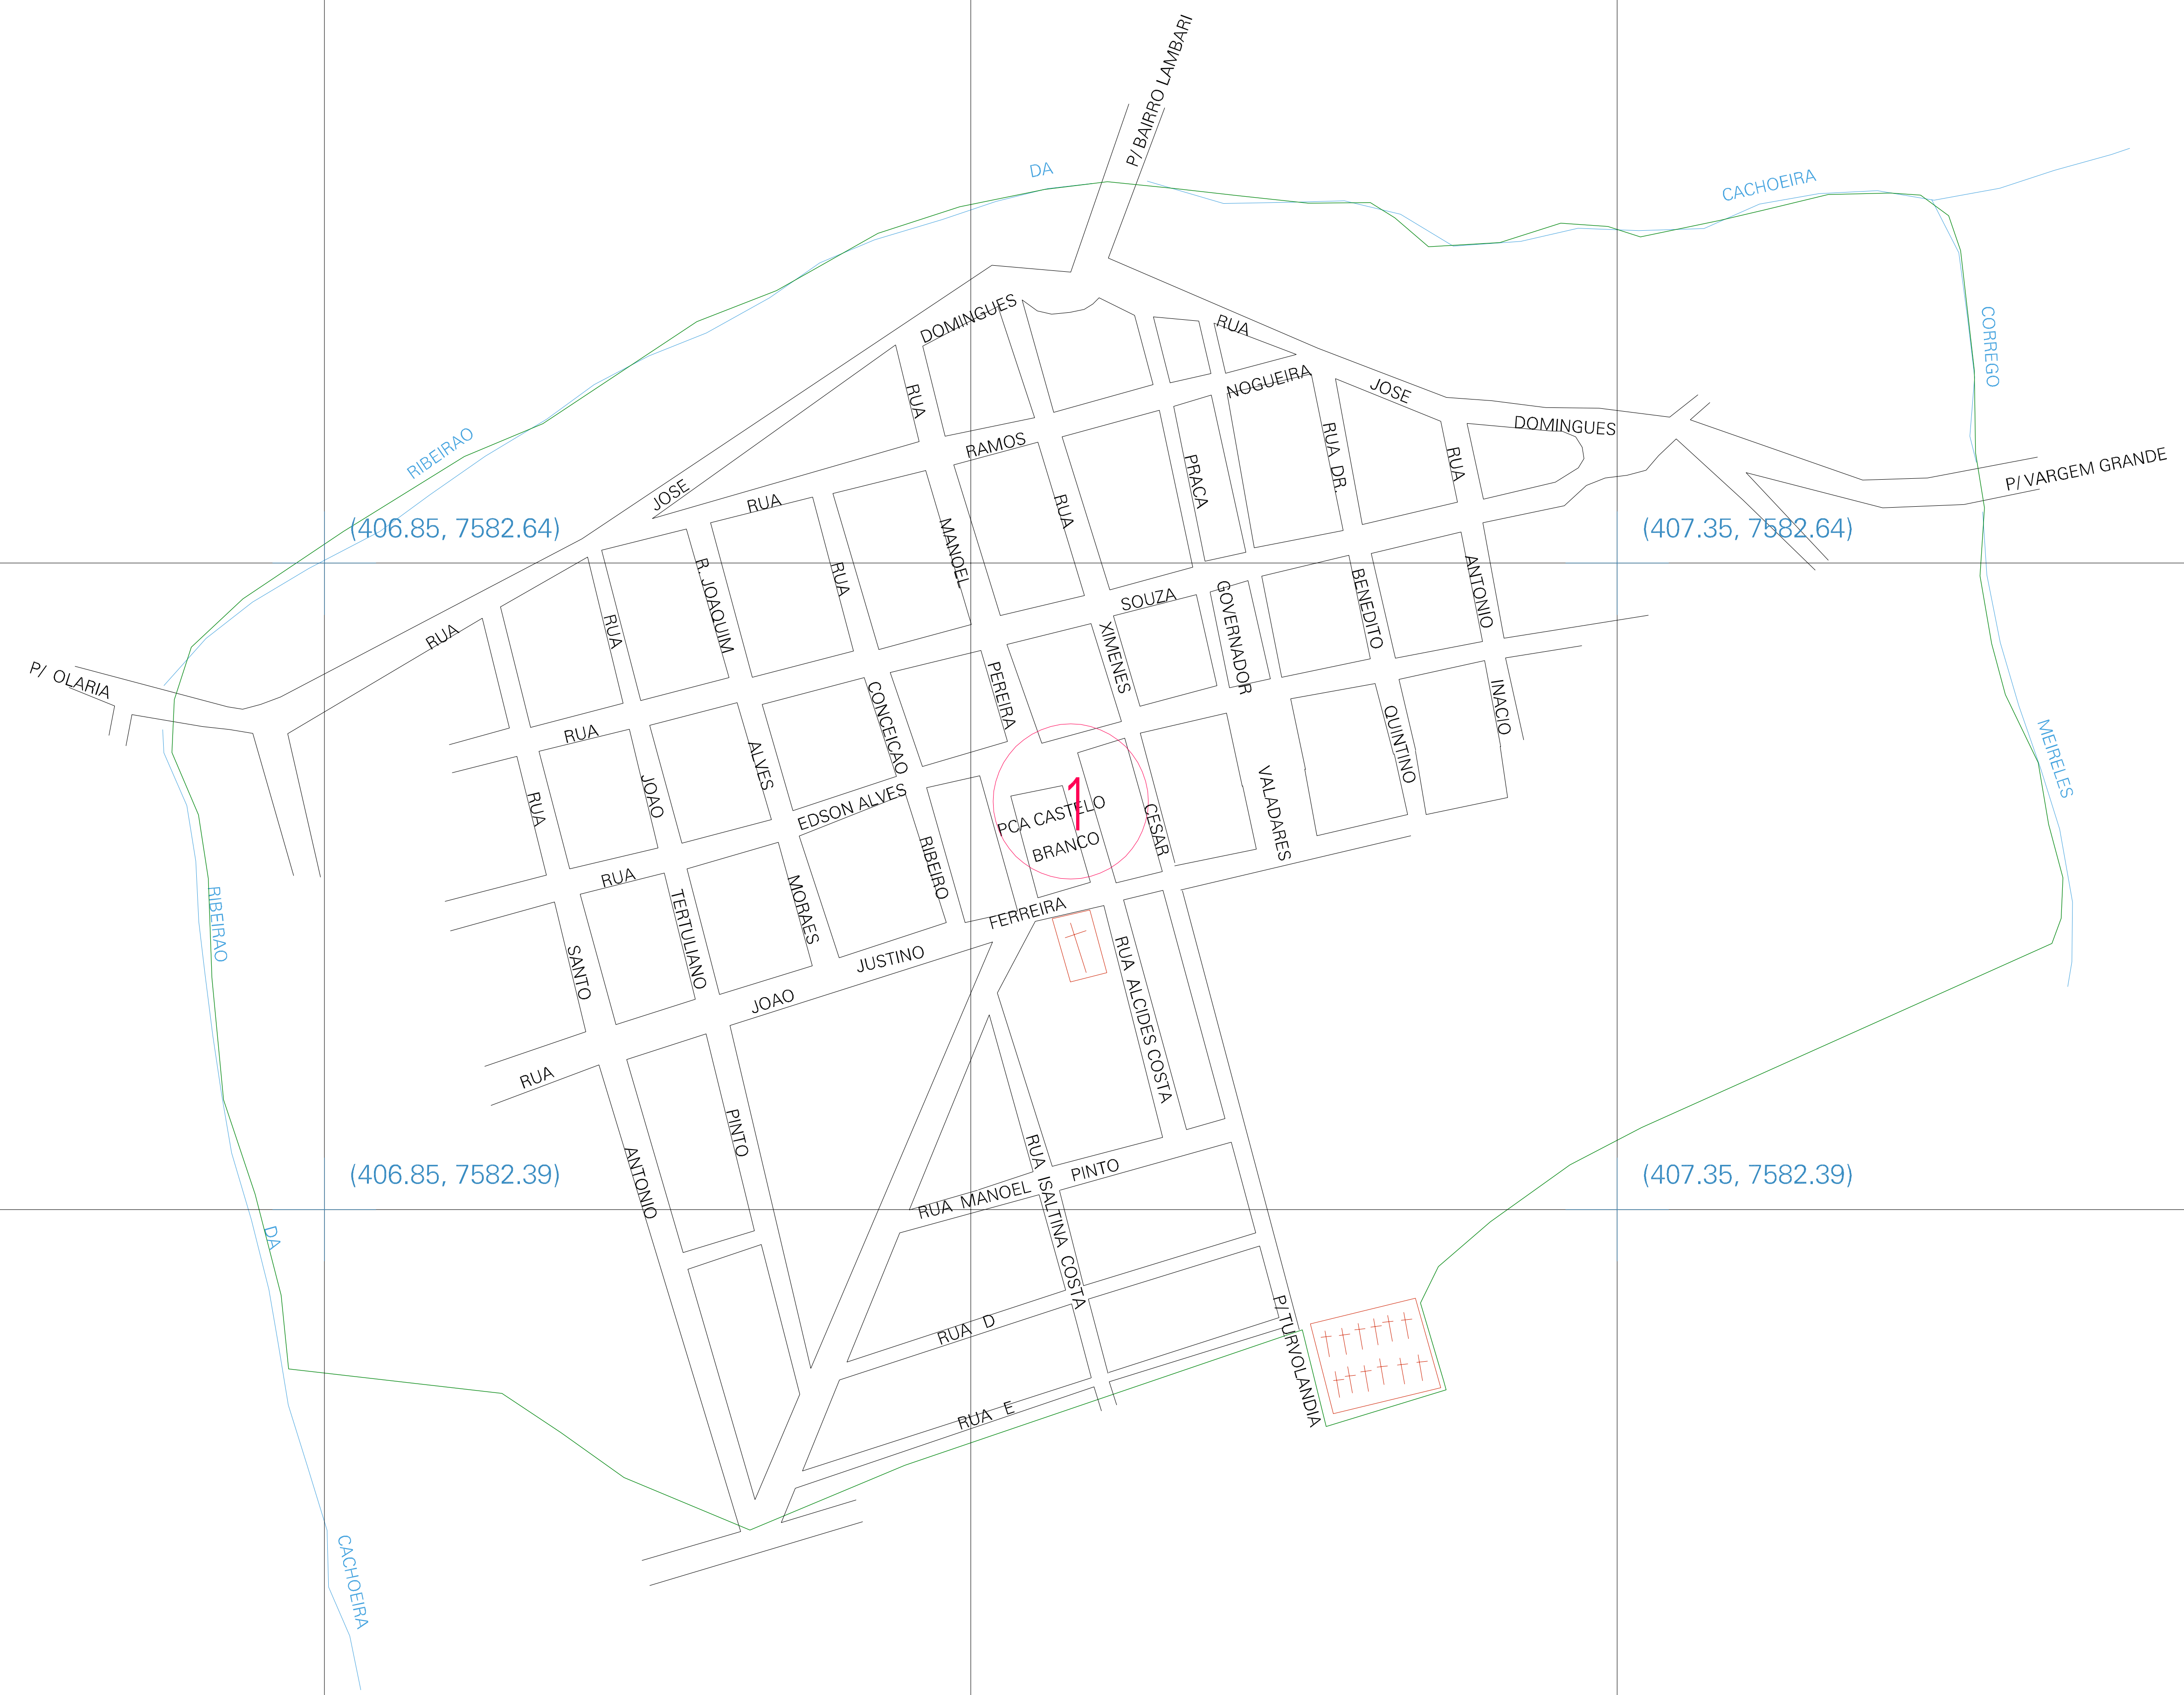 P/ BAIRRO LAMBARI
DA
CACHOEIRA
RIBEIRAO
CORREGO
MEIRELES
DOMINGUES
RUA
JOSE
DOMINGUES
NOGUEIRA
RAMOS
RUA
JOSE
RUA
P/ OLARIA
P/ VARGEM GRANDE
(406.85, 7582.64)
(407.35, 7582.64)
RUA
MANOEL
PEREIRA
RUA
XIMENES
CESAR
PRACA
GOVERNADOR
VALADARES
RUA DR.
BENEDITO
QUINTINO
RUA
ANTONIO
INACIO
R. JOAQUIM
ALVES
MORAES
RUA
CONCEICAO
RIBEIRO
RUA
JOAO
TERTULIANO
PINTO
RUA
SANTO
ANTONIO
RUA
SOUZA
RUA
EDSON ALVES
1
PCA CASTELO
BRANCO
RUA
JOAO
JUSTINO
FERREIRA
RUA ALCIDES COSTA
RUA ISALTINA COSTA
RUA MANOEL
PINTO
RUA D
RUA E
P/ TURVOLANDIA
(406.85, 7582.39)
(407.35, 7582.39)
RIBEIRAO
DA
CACHOEIRA